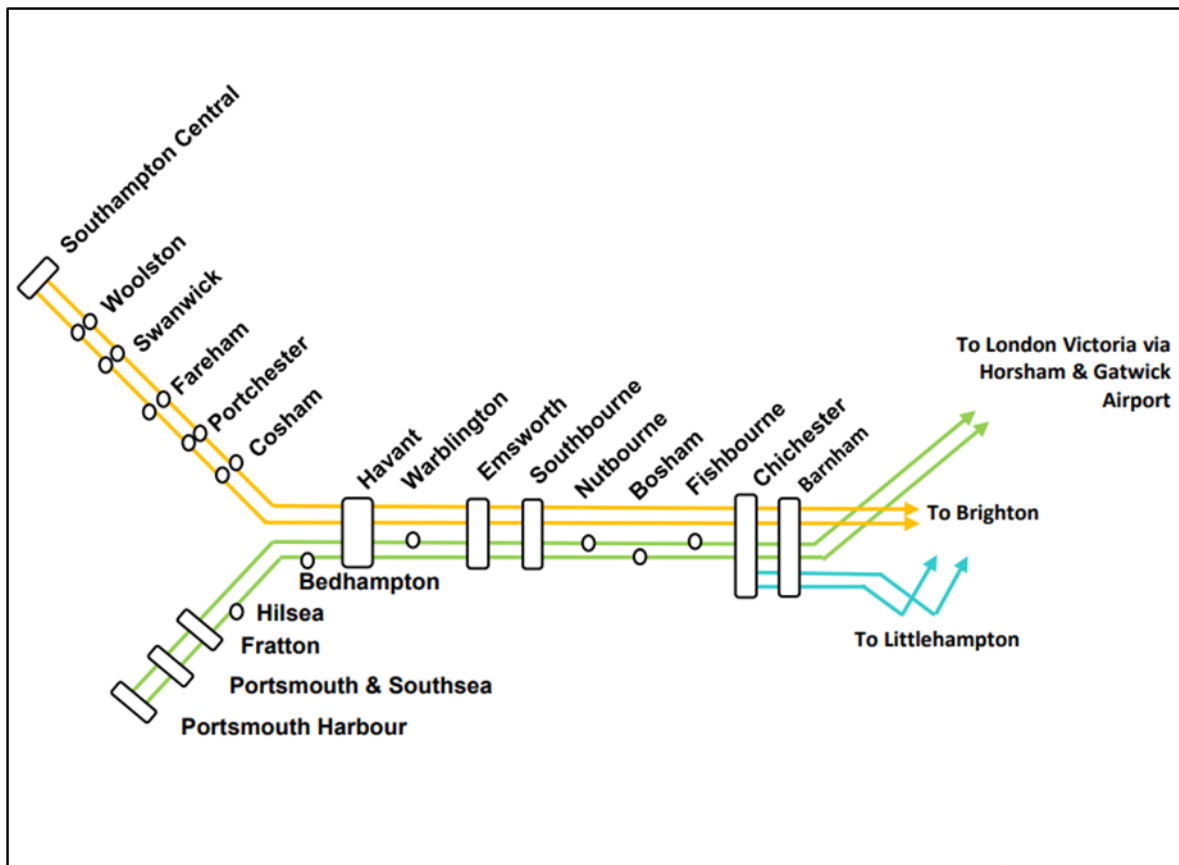 Southampton Central
Woolston
Swanwick
Fareham
Portchester
Cosham
Havant
Warblington
Emsworth
Southbourne
Nutbourne
Bosham
Fishbourne
Chichester
Barnham
To London Victoria via
Horsham & Gatwick
Airport
To Brighton
To Littlehampton
Bedhampton
Hilsea
Fratton
Portsmouth & Southsea
Portsmouth Harbour